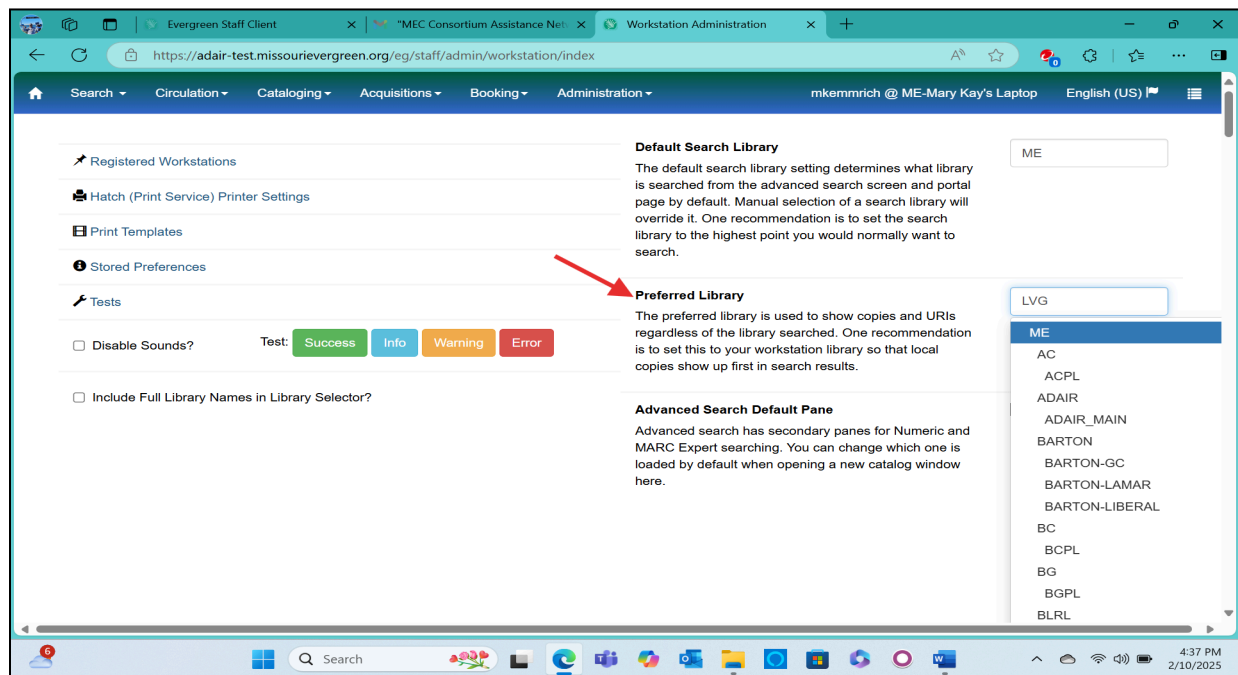 Evergreen Staff Client
"MEC Consortium Assistance Net
Workstation Administration
https://adair-test.missourievergreen.org/eg/staff/admin/workstation/index
Search
Circulation
Cataloging
Acquisitions
Booking
Administration
mkemmrich @ ME-Mary Kay's Laptop
English (US)
Registered Workstations
Hatch (Print Service) Printer Settings
Print Templates
Stored Preferences
Tests
Disable Sounds?
Test:
Success
Info
Warning
Error
Include Full Library Names in Library Selector?
Default Search Library
The default search library setting determines what library
is searched from the advanced search screen and portal
page by default. Manual selection of a search library will
override it. One recommendation is to set the search
library to the highest point you would normally want to
search.
ME
Preferred Library
The preferred library is used to show copies and URIs
regardless of the library searched. One recommendation
is to set this to your workstation library so that local
copies show up first in search results.
LVG
ME
AC
ACPL
ADAIR
ADAIR_MAIN
BARTON
BARTON-GC
BARTON-LAMAR
BARTON-LIBERAL
BC
BCPL
BG
BGPL
BLRL
Advanced Search Default Pane
Advanced search has secondary panes for Numeric and
MARC Expert searching. You can change which one is
loaded by default when opening a new catalog window
here.
6
Search
4:37 PM
2/10/2025